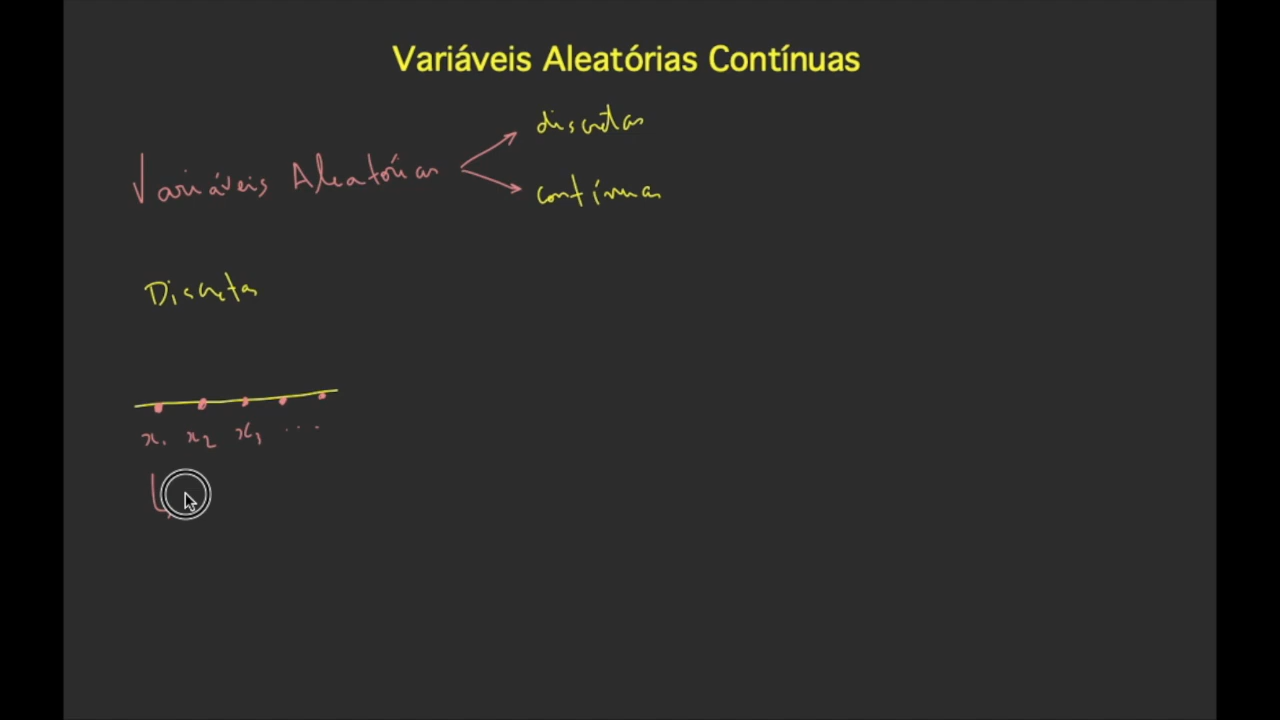 Variáveis Aleatórias Contínuas
discretas
Variáveis Aleatórias
contínuas
Discretas
x₁ x₂ x₃ ...